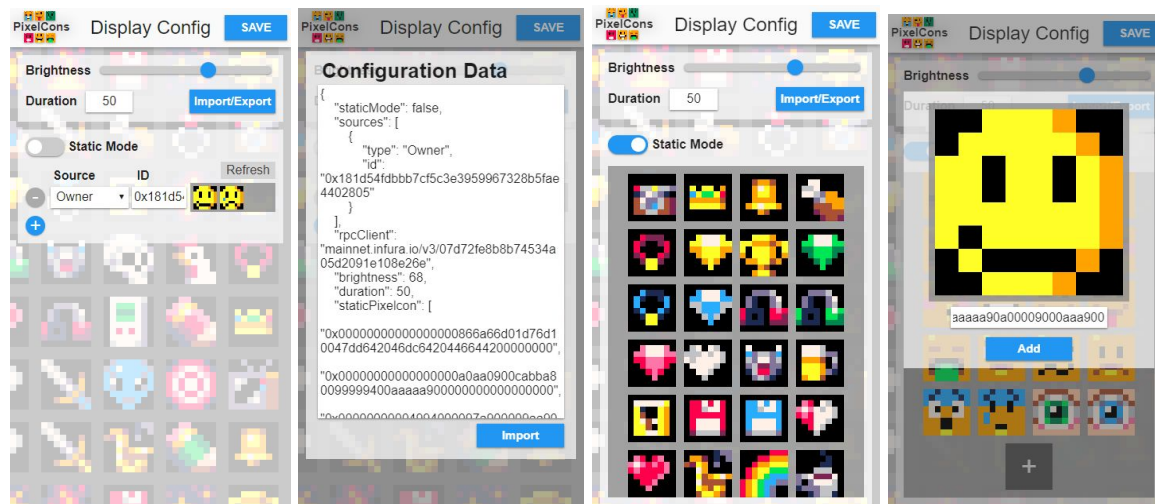 PixelCons
Display Config
SAVE
Brightness
Duration
50
Import/Export
Static Mode
Source
ID
Refresh
-
Owner
0x181d5
+
PixelCons
Display Config
SAVE
Configuration Data
{
"staticMode": false,
"sources": [
{
"type": "Owner",
"id":
"0x181d54fdbbb7cf5c3e3959967328b5fae
4402805"
}
],
"rpcClient":
"mainnet.infura.io/v3/07d72fe8b8b74534a
05d2091e108e26e",
"brightness": 68,
"duration": 50,
"staticPixelcon": [
"0x00000000000000000866a66d01d76d1
0047dd642046dc6420446644200000000",
"0x0000000000000000a0aa0900cabba8
0099999400aaaaa900000000000000000",
Import
PixelCons
Display Config
SAVE
Brightness
Duration
50
Import/Export
Static Mode
PixelCons
Display Config
SAVE
Brightness
aaaaa90a00009000aaa900
Add
+